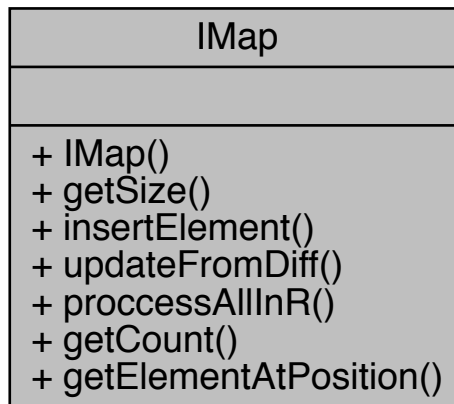 IMap
+ IMap()
+ getSize()
+ insertElement()
+ updateFromDiff()
+ proccessAllInR()
+ getCount()
+ getElementAtPosition()